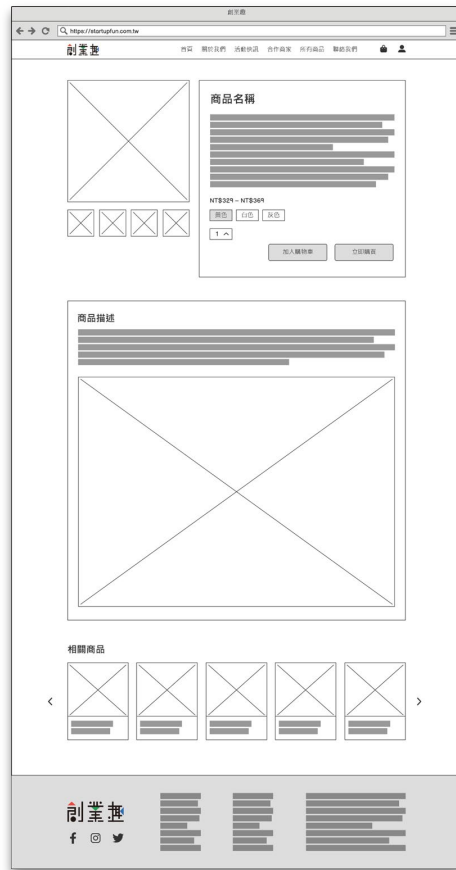 創業趣
https://startupfun.com.tw
創業趣 首頁 關於我們 活動快訊 合作商家 所有商品 聯絡我們
商品名稱
NT$329 – NT$369
黑色 白色 灰色
1
加入購物車 立即購買
商品描述
相關商品
創業趣